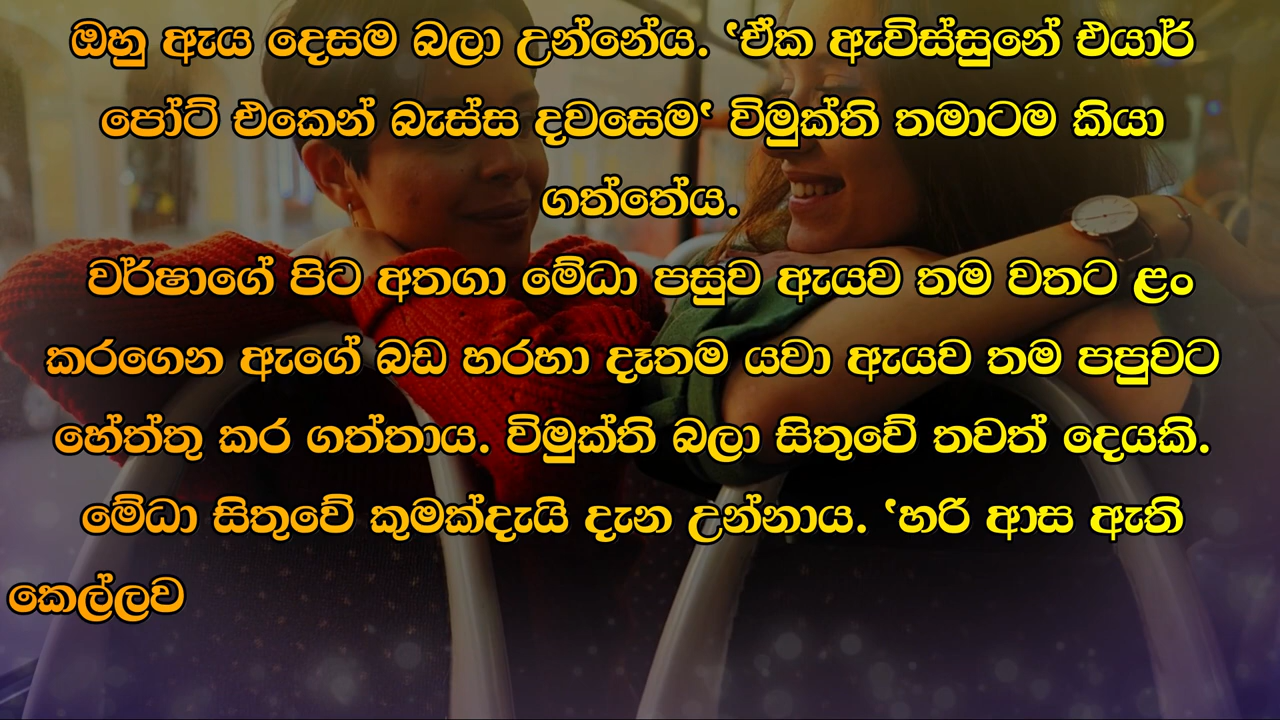 ඔහු ඇය දෙසම බලා උන්නේය. ‛ඒක ඇවිස්සුනේ එයාර්
පෝට් එකෙන් බැස්ස දවසෙම‛ විමුක්ති තමාටම කියා
ගත්තේය.
වර්ෂාගේ පිට අතගා මේධා පසුව ඇයව තම වතට ළං
කරගෙන ඇගේ බඩ හරහා දෑතම යවා ඇයව තම පපුවට
හේත්තු කර ගත්තාය. විමුක්ති බලා සිතුවේ තවත් දෙයකි.
මේධා සිතුවේ කුමක්දැයි දැන උන්නාය. ‛හරි ආස ඇති
කෙල්ලව